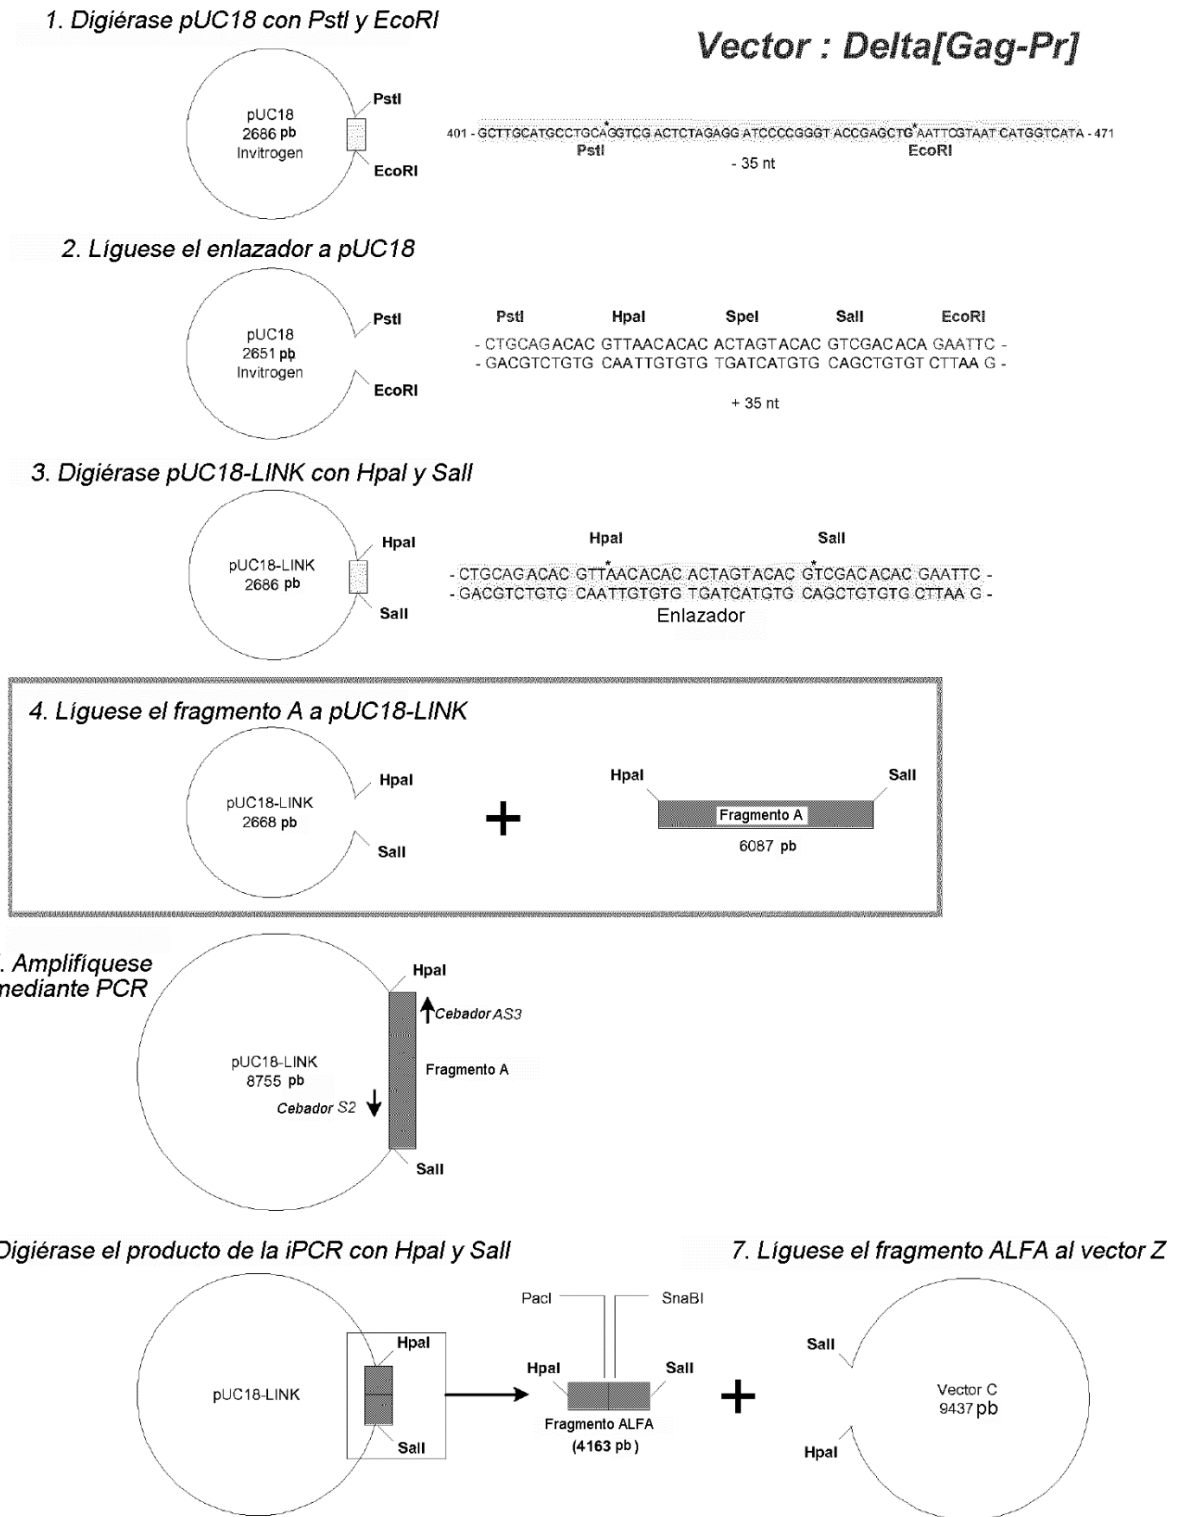 1. Digiérase pUC18 con PstI y EcoRI
Vector : Delta[Gag-Pr]
PstI
pUC18
2686 pb
Invitrogen
EcoRI
401 - GCTTGCATGCCTGCA*GGTCG ACTCTAGAGG ATCCCCGGGT ACCGAGCTG*AATTCGTAAT CATGGTCATA - 471
PstI
EcoRI
- 35 nt
2. Líguese el enlazador a pUC18
PstI
pUC18
2651 pb
Invitrogen
EcoRI
PstI HpaI SpeI SalI EcoRI
- CTGCAGACAC GTTAACACAC ACTAGTACAC GTCGACACA GAATTC -
- GACGTCTGTG CAATTGTGTG TGATCATGTG CAGCTGTGT CTTAA G -
+ 35 nt
3. Digiérase pUC18-LINK con HpaI y SalI
HpaI
pUC18-LINK
2686 pb
SalI
HpaI SalI
- CTGCAGACAC GTT*AACACAC ACTAGTACAC G*TCGACACAC GAATTC -
- GACGTCTGTG CAATTGTGTG TGATCATGTG CAGCTGTGTG CTTAA G -
Enlazador
4. Líguese el fragmento A a pUC18-LINK
HpaI
pUC18-LINK
2668 pb
SalI
+
HpaI
SalI
Fragmento A
6087 pb
. Amplifíquese
mediante PCR
HpaI
Cebador AS3
pUC18-LINK
8755 pb
Fragmento A
Cebador S2
SalI
Digiérase el producto de la iPCR con HpaI y SalI
7. Líguese el fragmento ALFA al vector Z
HpaI
pUC18-LINK
SalI
PacI
SnaBI
HpaI
SalI
Fragmento ALFA
(4163 pb )
+
SalI
Vector C
9437 pb
HpaI